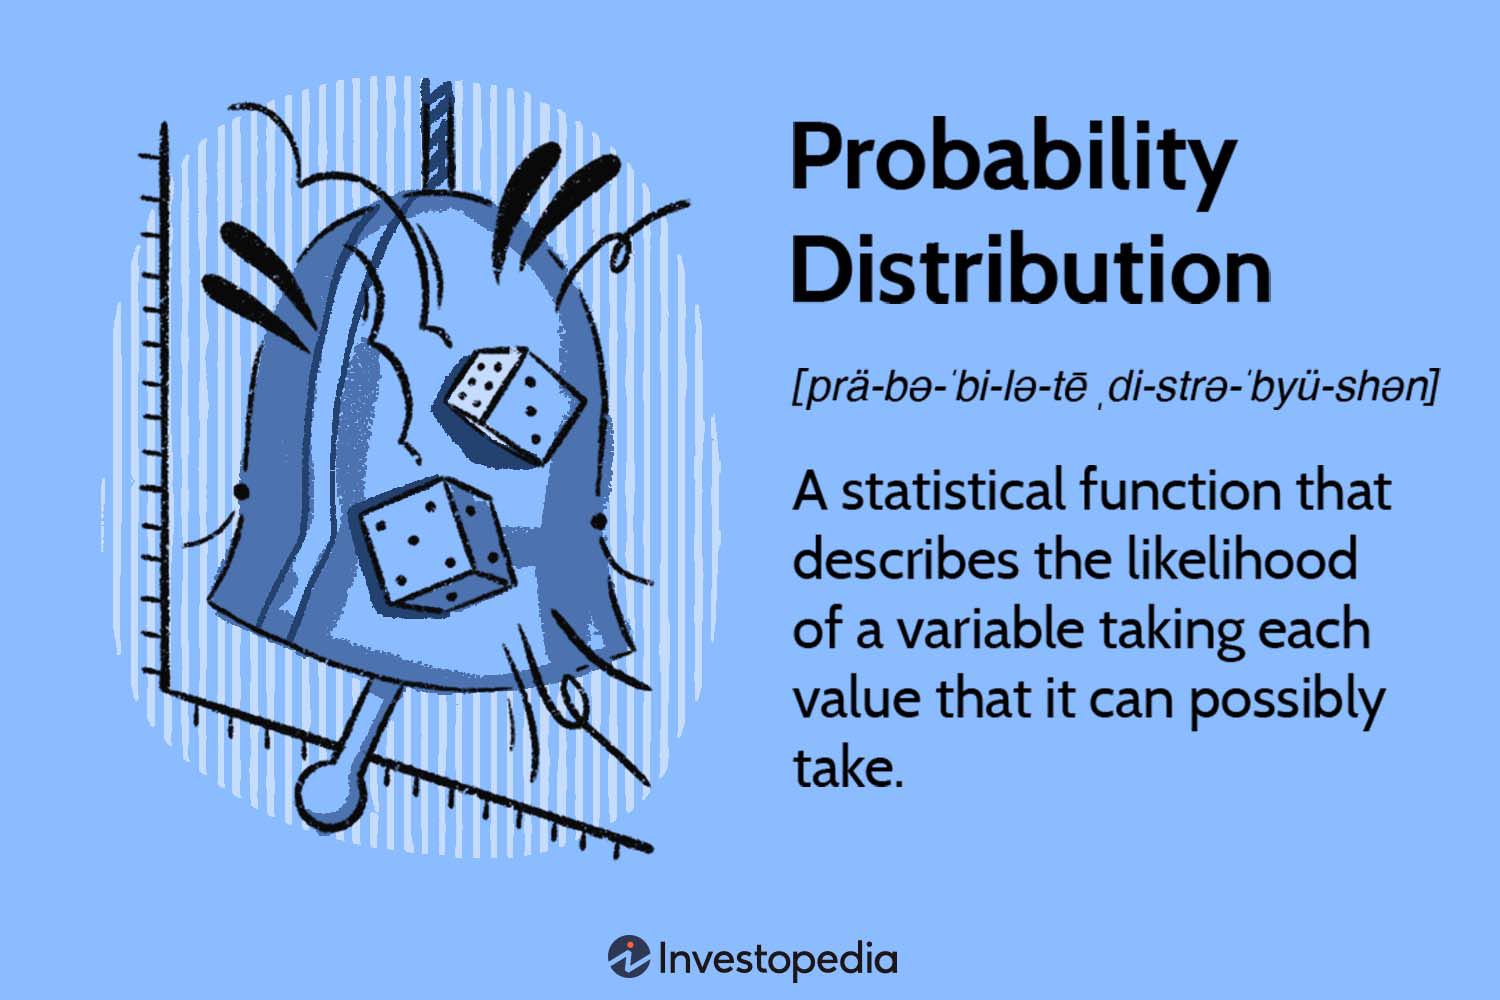 Probability
Distribution
[prä-bə-ˈbi-lə-tē ˌdi-strə-ˈbyü-shən]
A statistical function that
describes the likelihood
of a variable taking each
value that it can possibly
take.
Investopedia